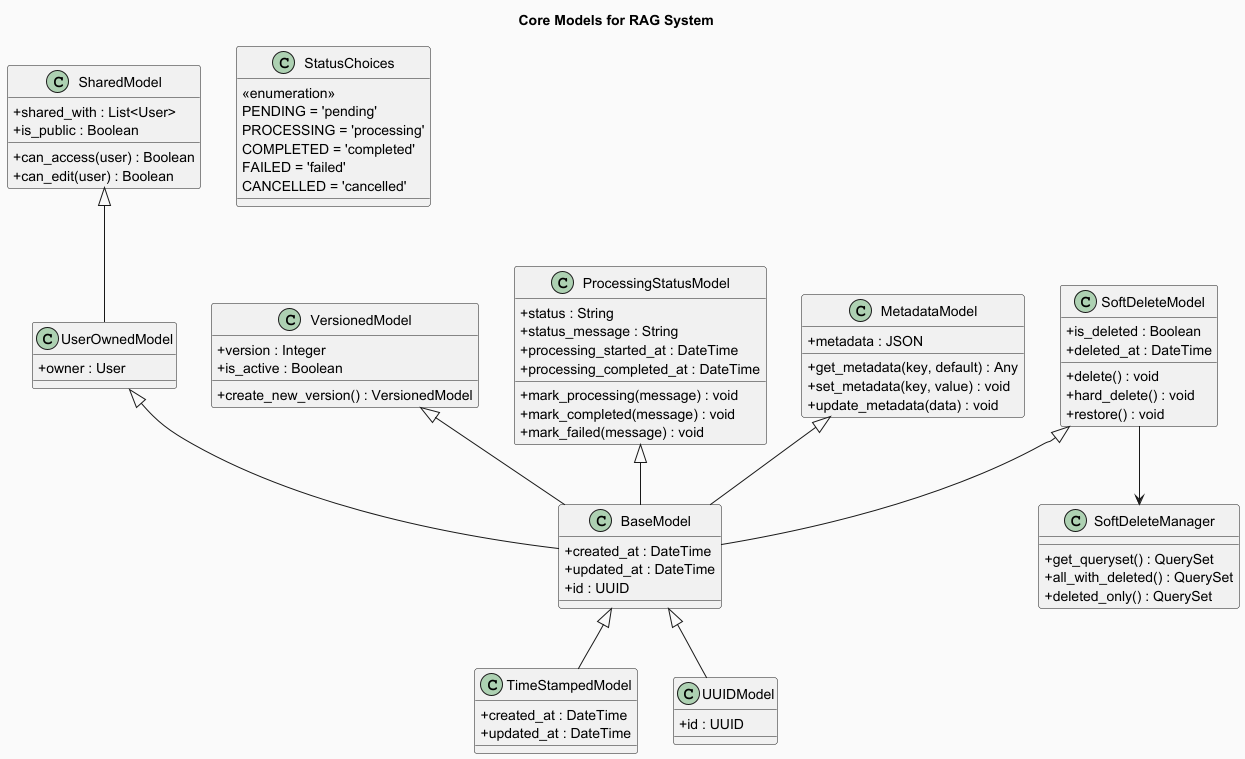 Core Models for RAG System
C SharedModel
+shared_with : List<User>
+is_public : Boolean
+can_access(user) : Boolean
+can_edit(user) : Boolean
C StatusChoices
«enumeration»
PENDING = 'pending'
PROCESSING = 'processing'
COMPLETED = 'completed'
FAILED = 'failed'
CANCELLED = 'cancelled'
C UserOwnedModel
+owner : User
C VersionedModel
+version : Integer
+is_active : Boolean
+create_new_version() : VersionedModel
C ProcessingStatusModel
+status : String
+status_message : String
+processing_started_at : DateTime
+processing_completed_at : DateTime
+mark_processing(message) : void
+mark_completed(message) : void
+mark_failed(message) : void
C MetadataModel
+metadata : JSON
+get_metadata(key, default) : Any
+set_metadata(key, value) : void
+update_metadata(data) : void
C SoftDeleteModel
+is_deleted : Boolean
+deleted_at : DateTime
+delete() : void
+hard_delete() : void
+restore() : void
C BaseModel
+created_at : DateTime
+updated_at : DateTime
+id : UUID
C SoftDeleteManager
+get_queryset() : QuerySet
+all_with_deleted() : QuerySet
+deleted_only() : QuerySet
C TimeStampedModel
+created_at : DateTime
+updated_at : DateTime
C UUIDModel
+id : UUID